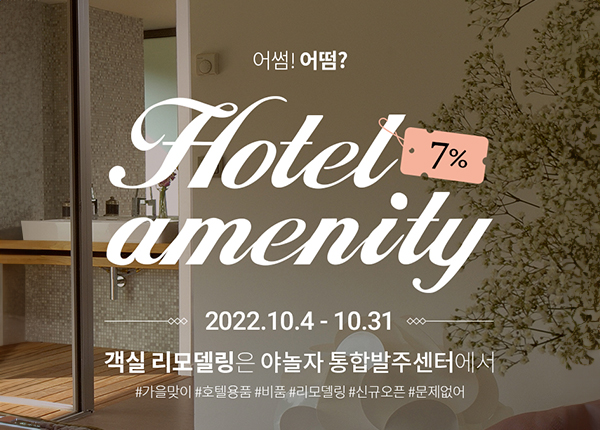 어썸! 어떰?
Hotel
7%
amenity
2022.10.4 - 10.31
객실 리모델링은 야놀자 통합발주센터에서
#가을맞이 #호텔용품 #비품 #리모델링 #신규오픈 #문제없어